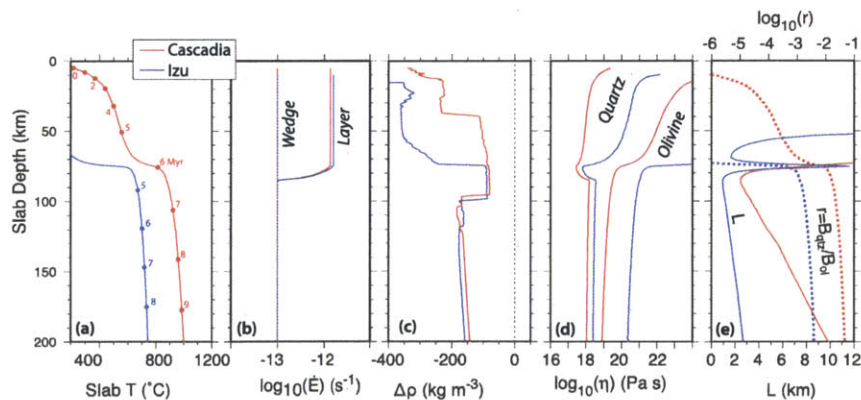 log₁₀(r)
-6 -5 -4 -3 -2 -1
Cascadia
Izu
0
50
100
150
200
Slab Depth (km)
0
2
4
5
6 Myr
7
8
9
5
6
7
8
(a)
400 800 1200
Slab T (˚C)
Wedge
Layer
(b)
-13 -12
log₁₀(Ė) (s⁻¹)
(c)
-400 -200 0
Δρ (kg m⁻³)
Quartz
Olivine
(d)
16 18 20 22
log₁₀(η) (Pa s)
L
r=B_qtz/B_ol
(e)
0 2 4 6 8 10 12
L (km)